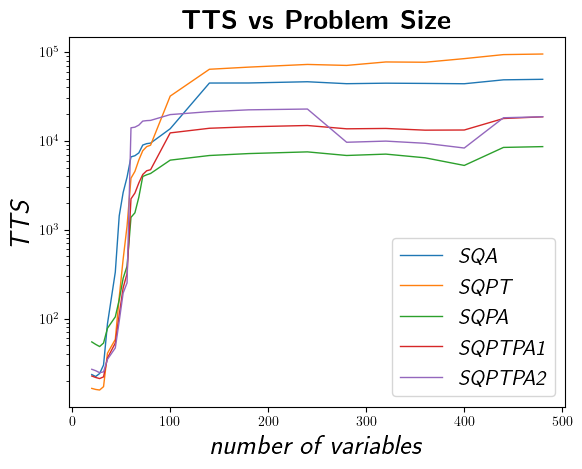 TTS vs Problem Size
10^5
10^4
10^3
10^2
TTS
0 100 200 300 400 500
number of variables
SQA
SQPT
SQPA
SQPTPA1
SQPTPA2